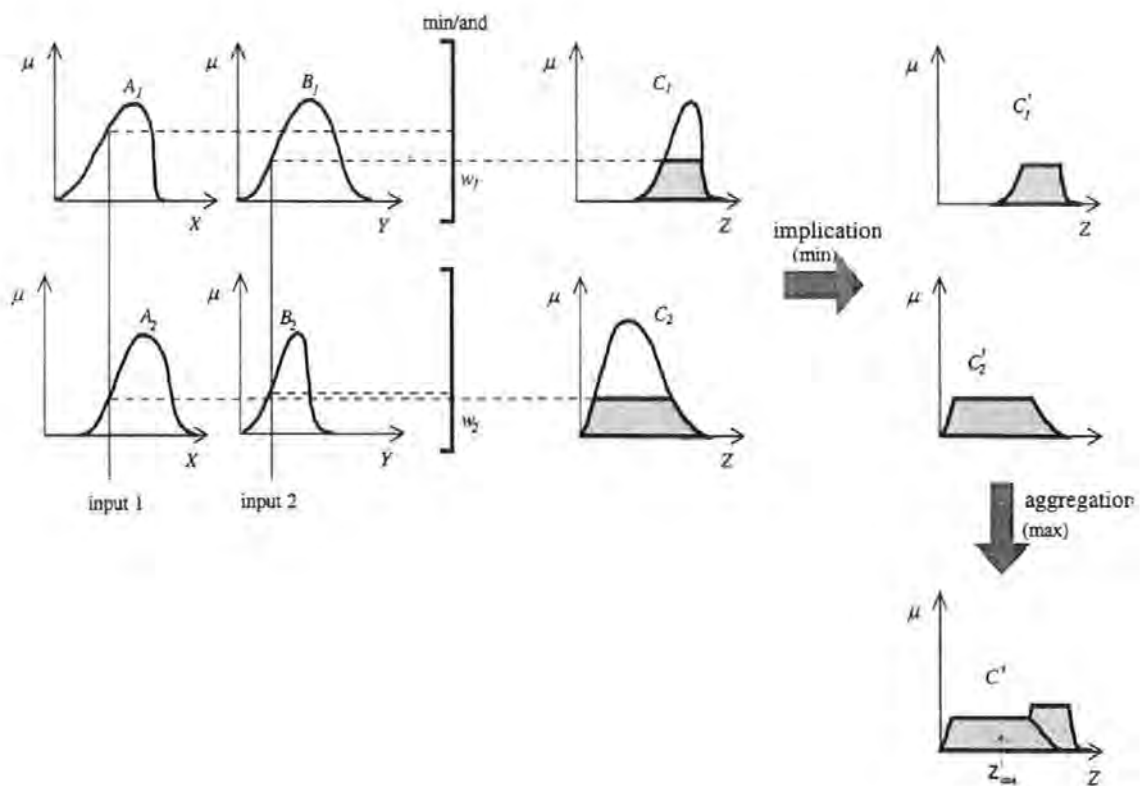 min/and
μ A₁ X
μ B₁ Y
w₁
C₁ Z
μ C₁' Z
implication
(min)
μ A₂ X
μ B₂ Y
w₂
C₂ Z
μ C₂'
input 1
input 2
aggregation
(max)
μ C' Z